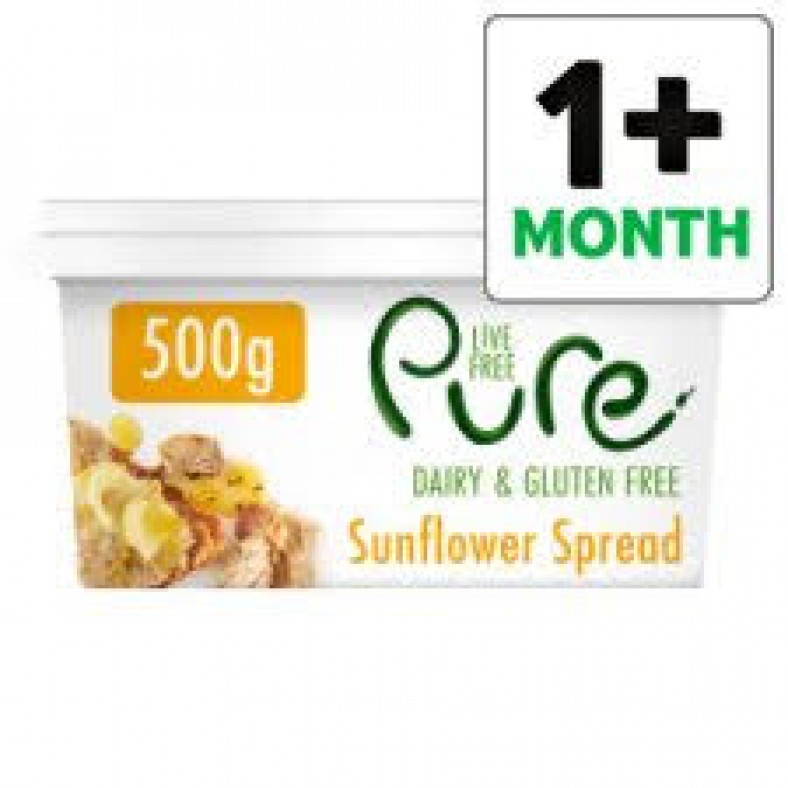 1+
MONTH
500g
LIVE
FREE
Pure
DAIRY & GLUTEN FREE
Sunflower Spread